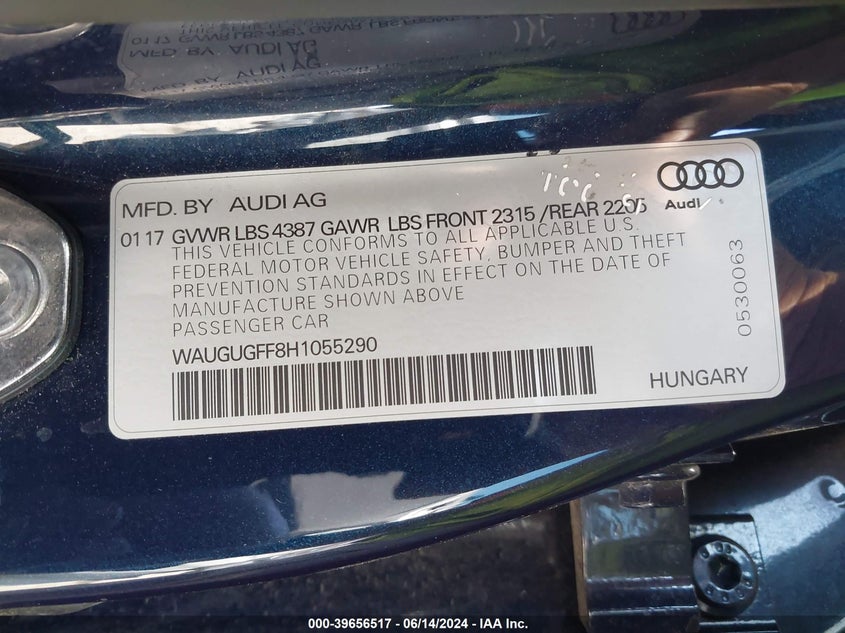 MFD. BY AUDI AG
Audi
01 17 GVWR LBS 4387 GAWR LBS FRONT 2315 /REAR 2205
THIS VEHICLE CONFORMS TO ALL APPLICABLE U.S.
FEDERAL MOTOR VEHICLE SAFETY, BUMPER AND THEFT
PREVENTION STANDARDS IN EFFECT ON THE DATE OF
MANUFACTURE SHOWN ABOVE
PASSENGER CAR
WAUGUGFF8H1055290
HUNGARY
0530063
000-39656517 - 06/14/2024 - IAA Inc.